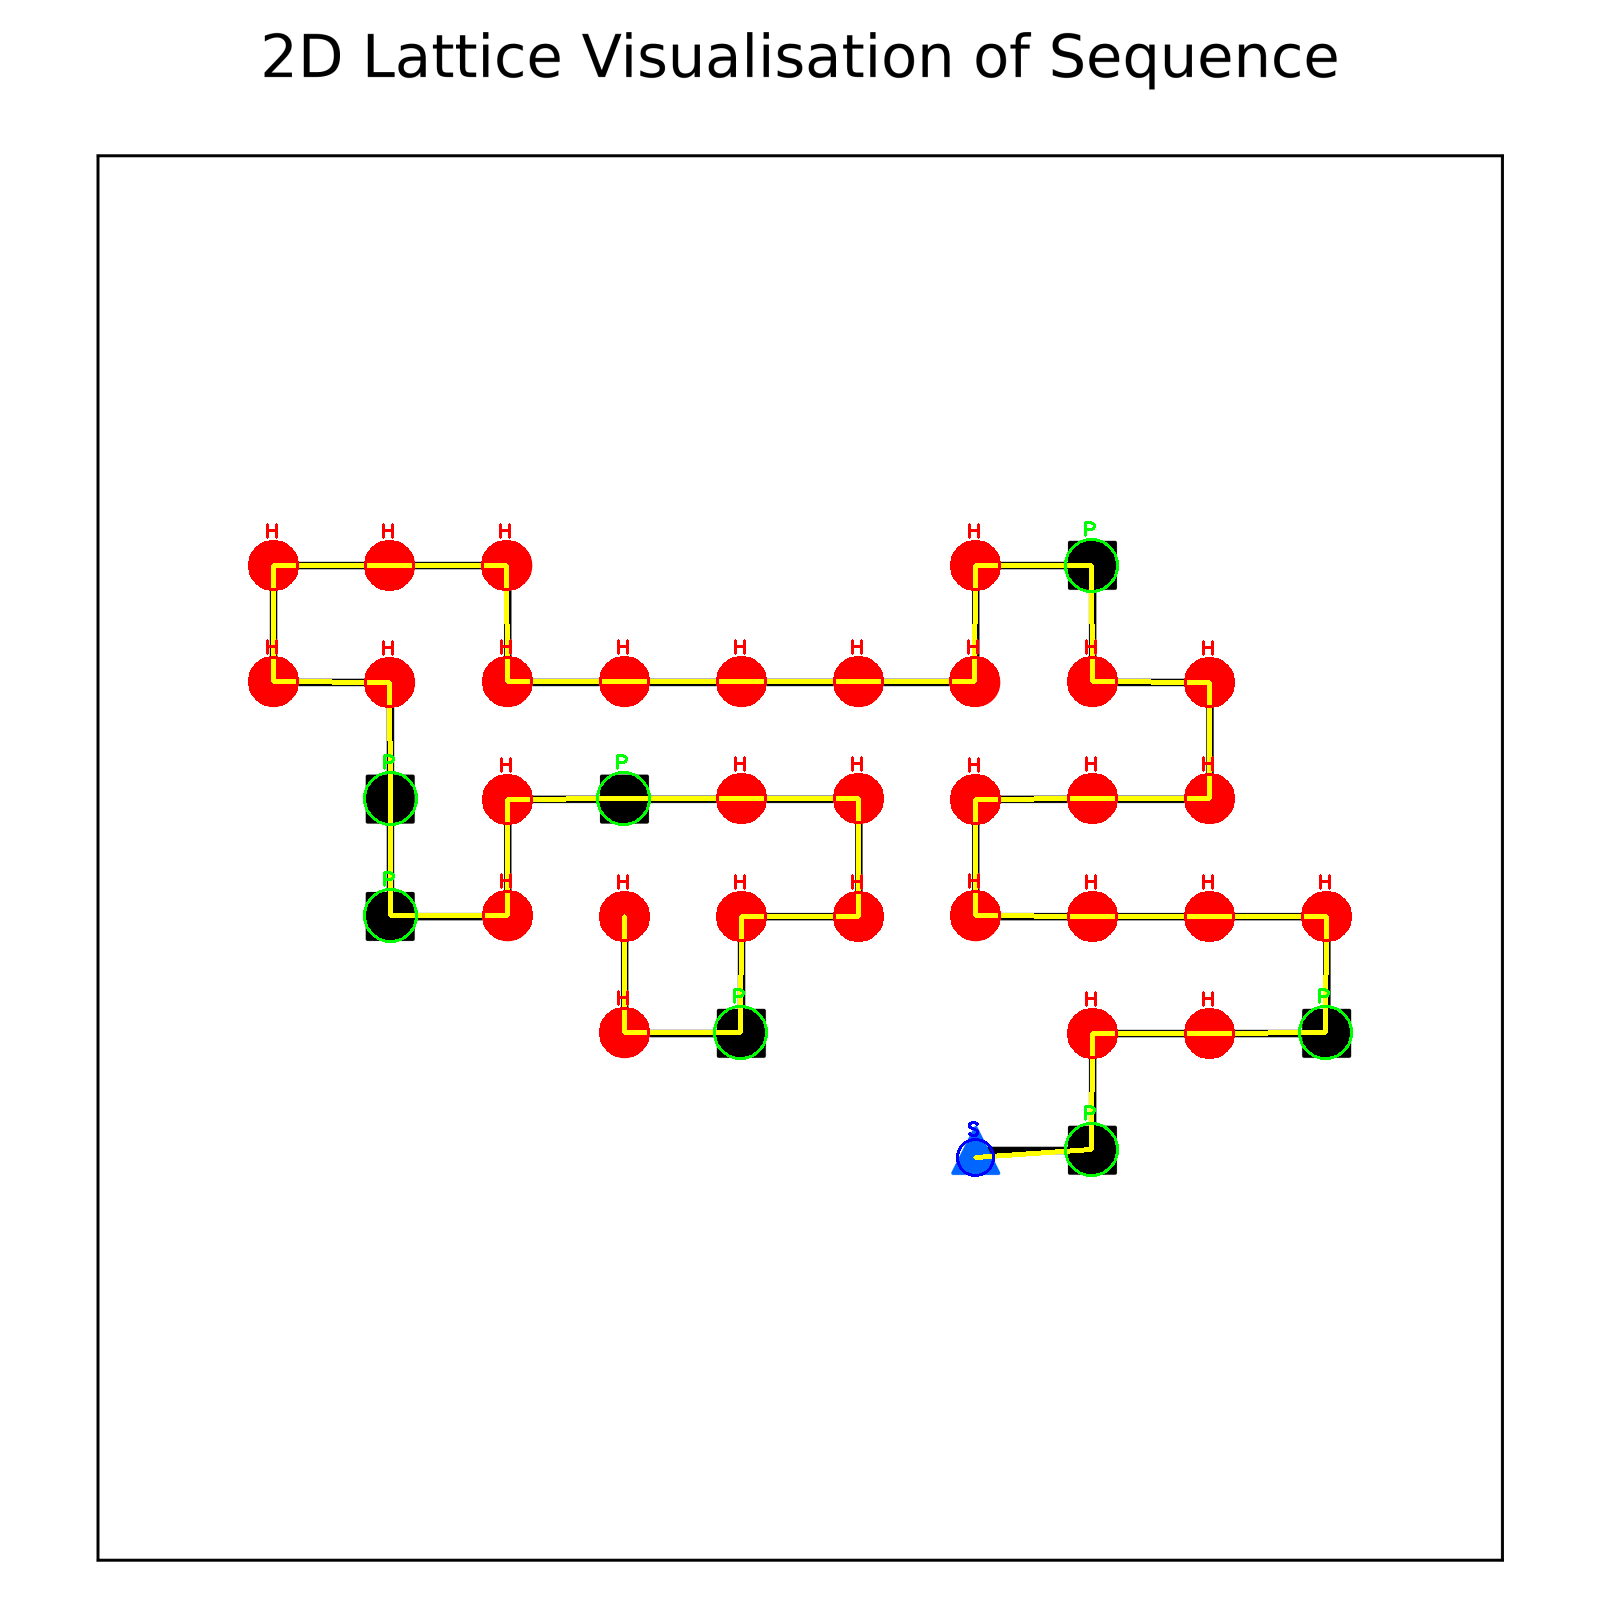 2D Lattice Visualisation of Sequence
H H H H P
H H H H H H H H H
P H P H H H H H
P H H H H H H H H
H P H H P
S P